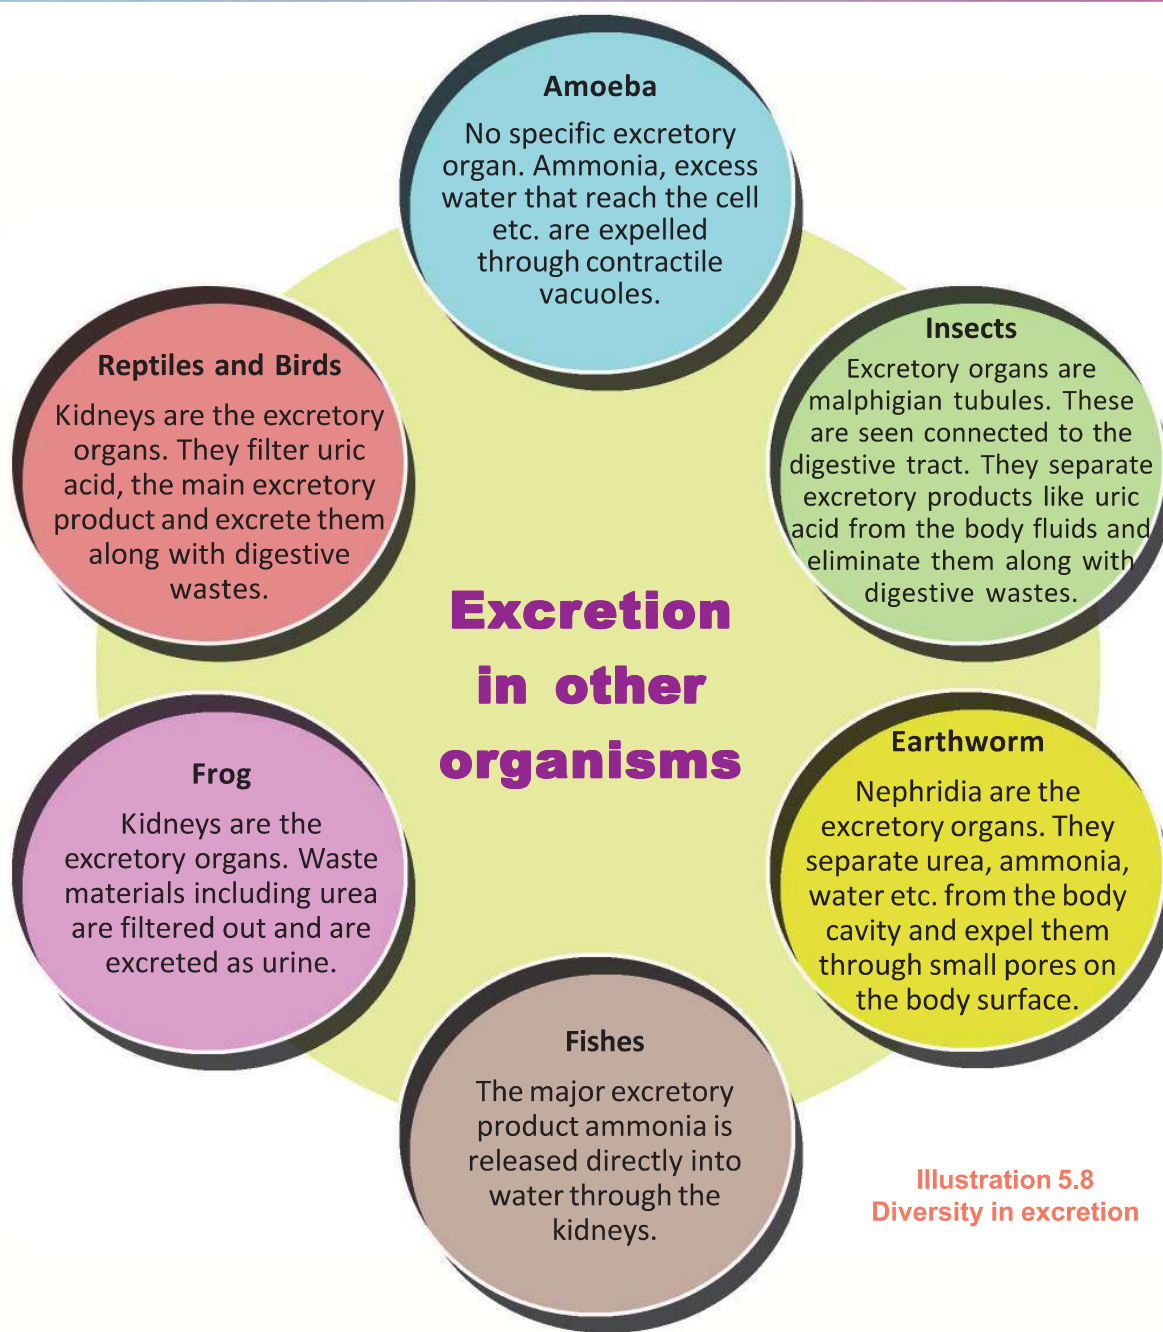 Amoeba
No specific excretory
organ. Ammonia, excess
water that reach the cell
etc. are expelled
through contractile
vacuoles.
Insects
Excretory organs are
malphigian tubules. These
are seen connected to the
digestive tract. They separate
excretory products like uric
acid from the body fluids and
eliminate them along with
digestive wastes.
Earthworm
Nephridia are the
excretory organs. They
separate urea, ammonia,
water etc. from the body
cavity and expel them
through small pores on
the body surface.
Fishes
The major excretory
product ammonia is
released directly into
water through the
kidneys.
Frog
Kidneys are the
excretory organs. Waste
materials including urea
are filtered out and are
excreted as urine.
Reptiles and Birds
Kidneys are the excretory
organs. They filter uric
acid, the main excretory
product and excrete them
along with digestive
wastes.
Excretion
in other
organisms
Illustration 5.8
Diversity in excretion